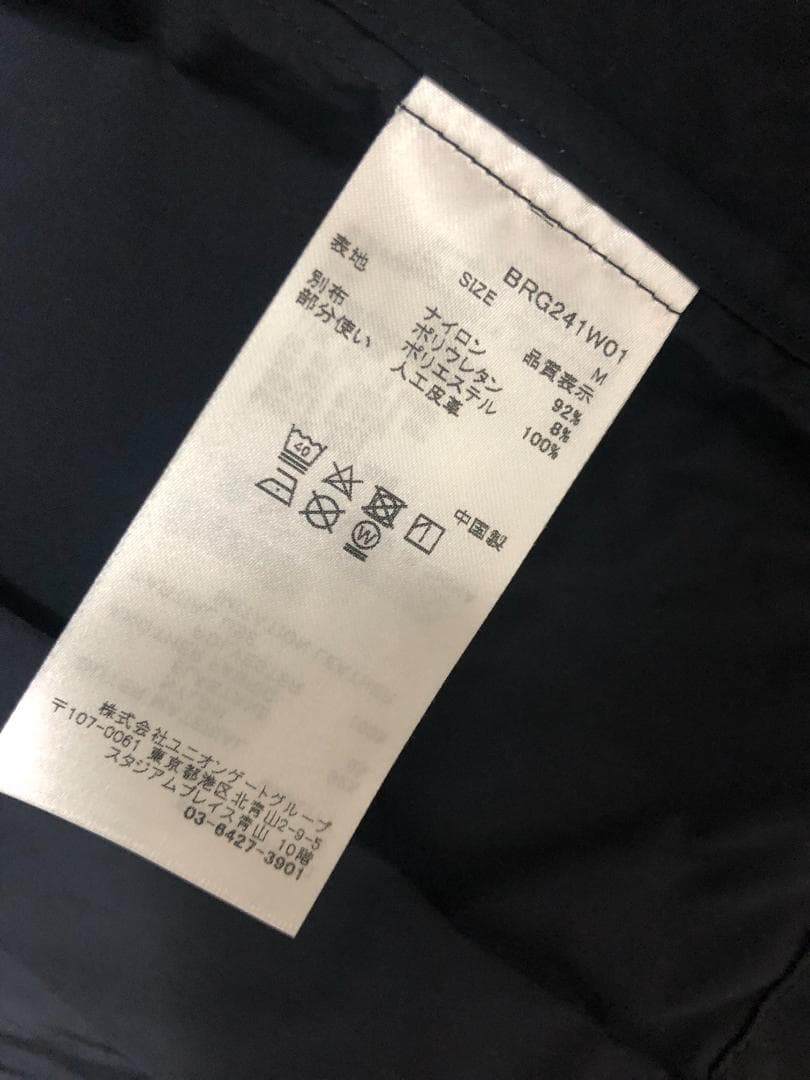 BRG241W01
SIZE M
品質表示
表地 ナイロン 92%
ポリウレタン 8%
別布 ポリエステル 100%
部分使い 人工皮革
40
W
中国製
株式会社ユニオンゲートグループ
〒107-0061 東京都港区北青山2-9-5
スタジアムプレイス青山 10階
03-6427-3901